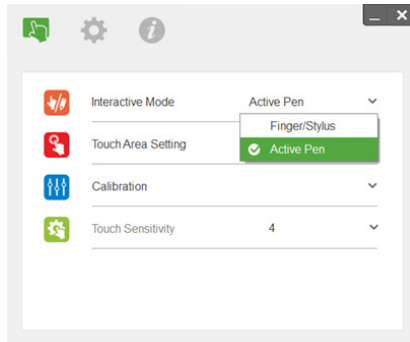 Interactive Mode Active Pen
Finger/Stylus
Touch Area Setting
Active Pen
Calibration
Touch Sensitivity 4